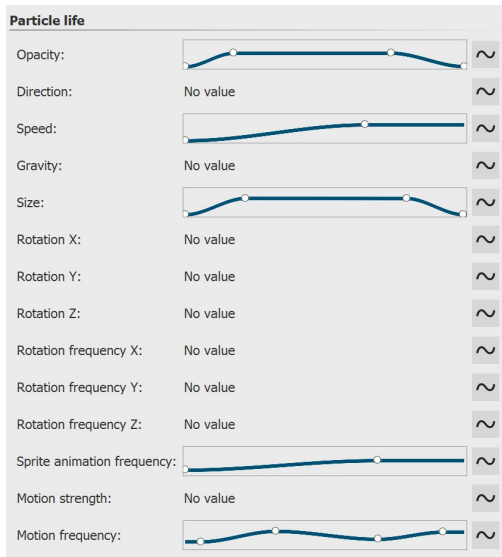 Particle life
Opacity:
Direction: No value
Speed:
Gravity: No value
Size:
Rotation X: No value
Rotation Y: No value
Rotation Z: No value
Rotation frequency X: No value
Rotation frequency Y: No value
Rotation frequency Z: No value
Sprite animation frequency:
Motion strength: No value
Motion frequency: